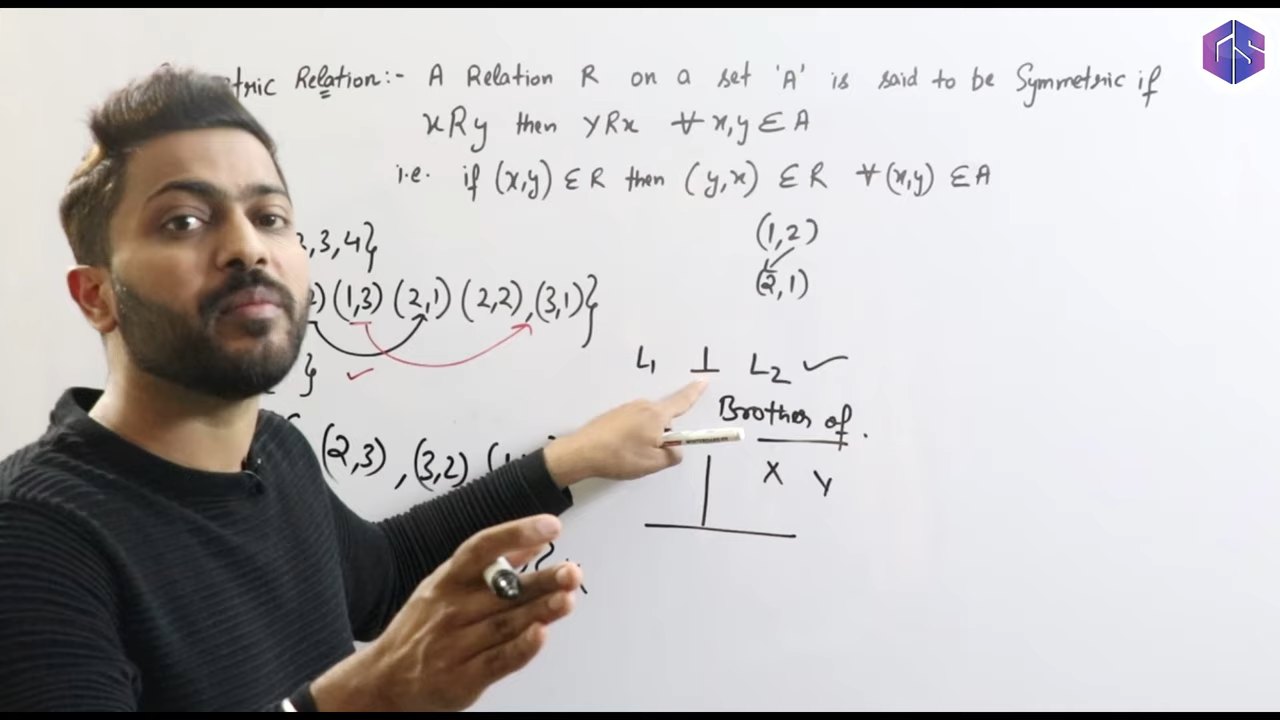 Relation:- A Relation R on a set 'A' is said to be Symmetric if
xRy then yRx ∀ x,y ∈ A
i.e. if (x,y) ∈ R then (y,x) ∈ R ∀ (x,y) ∈ A
,3,4}
(1,3) (2,1) (2,2), (3,1)}
}
(2,3) , (3,2)
(1,2)
(2,1)
L1 ⊥ L2 ✓
Brother of.
X Y